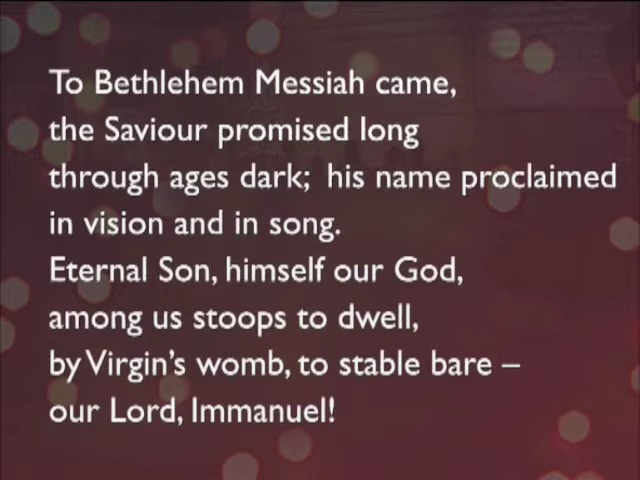 To Bethlehem Messiah came,
the Saviour promised long
through ages dark;  his name proclaimed
in vision and in song.
Eternal Son, himself our God,
among us stoops to dwell,
by Virgin’s womb, to stable bare –
our Lord, Immanuel!